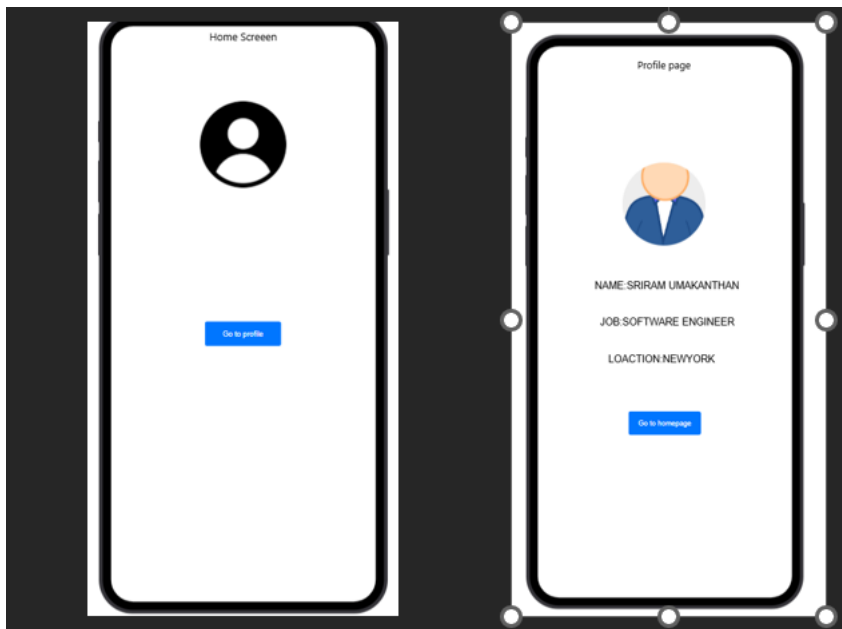 Home Screeen
Go to profile
Profile page
NAME:SRIRAM UMAKANTHAN
JOB:SOFTWARE ENGINEER
LOACTION:NEWYORK
Go to homepage